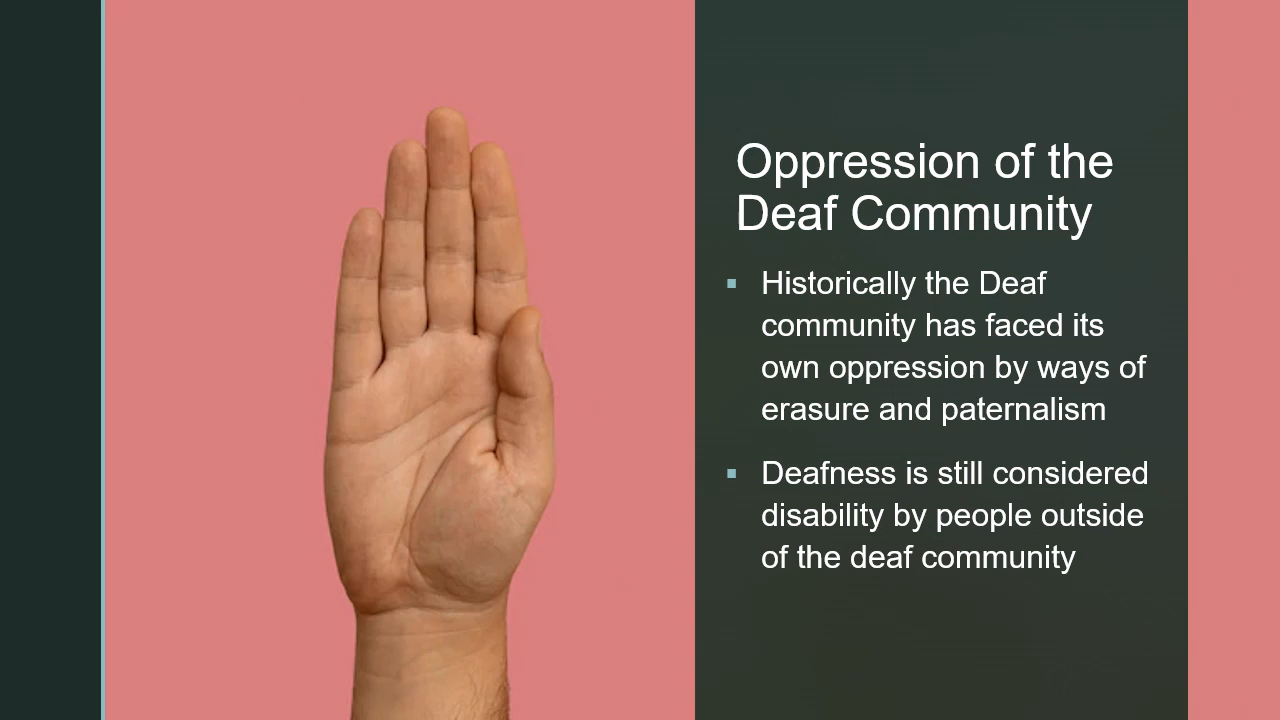 Oppression of the
Deaf Community
Historically the Deaf
community has faced its
own oppression by ways of
erasure and paternalism
Deafness is still considered
disability by people outside
of the deaf community